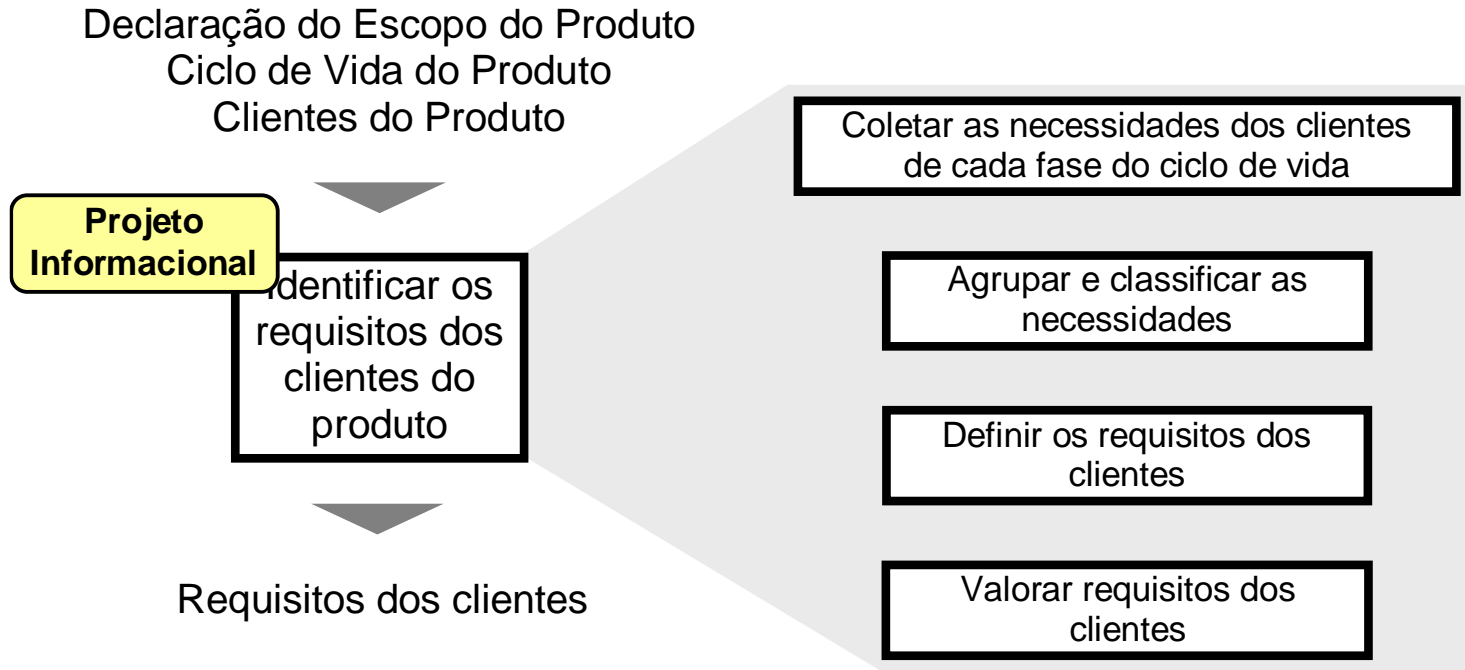 Declaração do Escopo do Produto
Ciclo de Vida do Produto
Clientes do Produto
Projeto
Informacional
Identificar os
requisitos dos
clientes do
produto
Requisitos dos clientes
Coletar as necessidades dos clientes
de cada fase do ciclo de vida
Agrupar e classificar as
necessidades
Definir os requisitos dos
clientes
Valorar requisitos dos
clientes